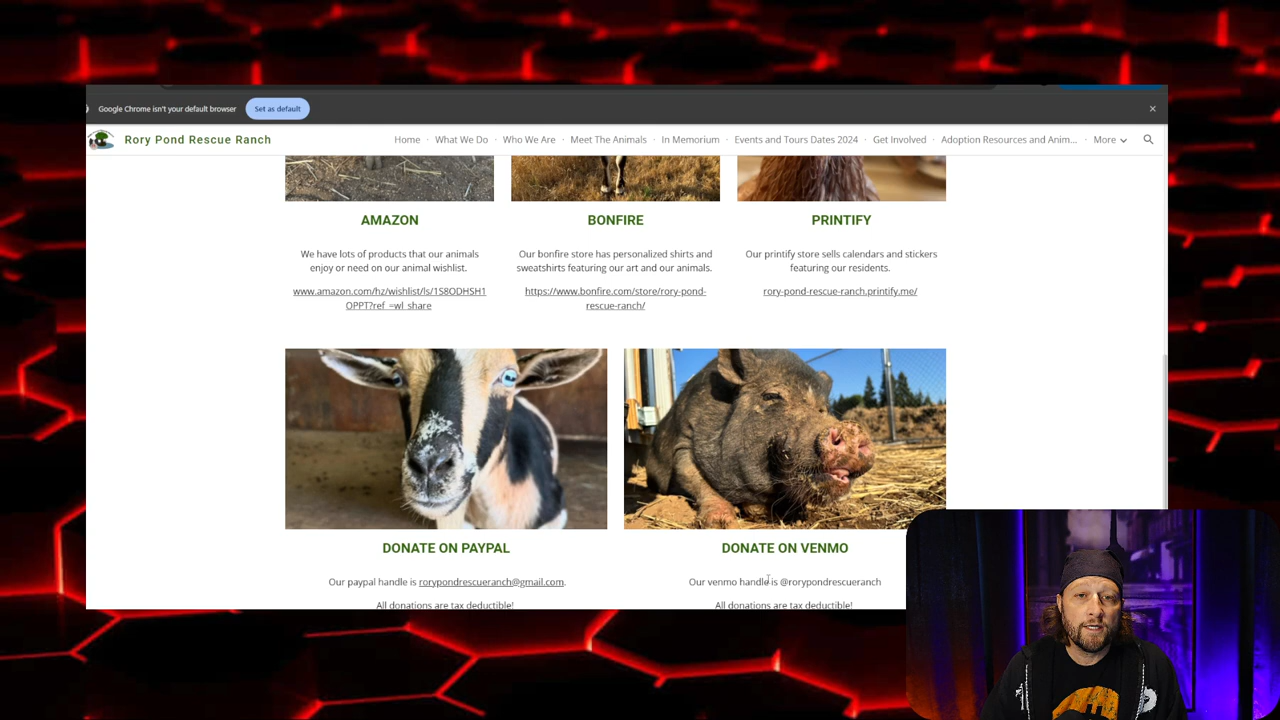 Google Chrome isn't your default browser Set as default
Rory Pond Rescue Ranch Home · What We Do · Who We Are · Meet The Animals · In Memorium · Events and Tours Dates 2024 · Get Involved · Adoption Resources and Anim... · More
AMAZON
We have lots of products that our animals
enjoy or need on our animal wishlist.
www.amazon.com/hz/wishlist/ls/1S8ODHSH1
OPPT?ref_=wl_share
BONFIRE
Our bonfire store has personalized shirts and
sweatshirts featuring our art and our animals.
https://www.bonfire.com/store/rory-pond-
rescue-ranch/
PRINTIFY
Our printify store sells calendars and stickers
featuring our residents.
rory-pond-rescue-ranch.printify.me/
DONATE ON PAYPAL
Our paypal handle is rorypondrescueranch@gmail.com.
All donations are tax deductible!
DONATE ON VENMO
Our venmo handle is @rorypondrescueranch
All donations are tax deductible!